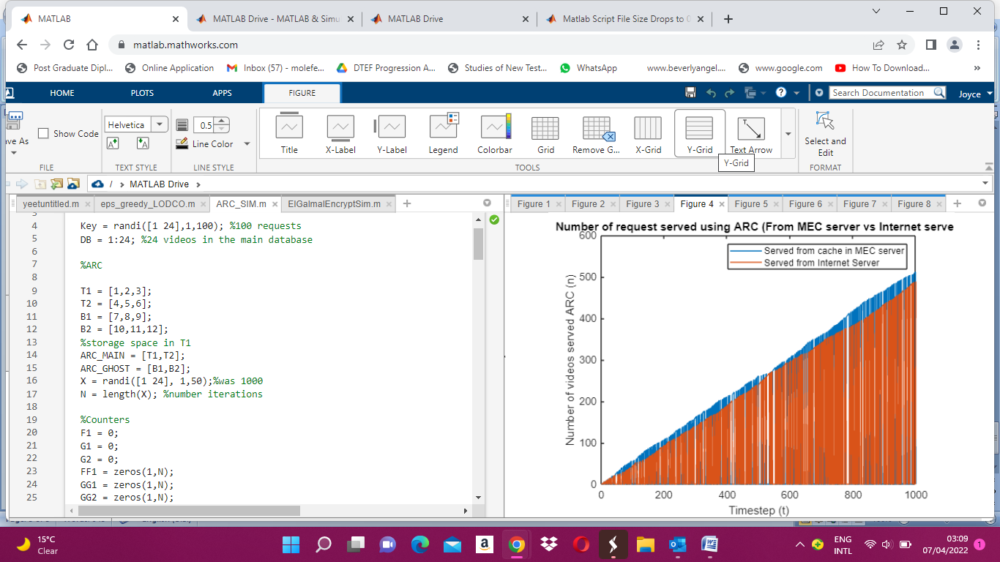 MATLAB
MATLAB Drive - MATLAB & Simu
MATLAB Drive
Matlab Script File Size Drops to 0
matlab.mathworks.com
Post Graduate Dipl...
Online Application
Inbox (57) - molefe...
DTEF Progression A...
Studies of New Test...
WhatsApp
www.beverlyangel....
www.google.com
How To Download...
»
HOME
PLOTS
APPS
FIGURE
Search Documentation
Joyce
ave As
Show Code
FILE
Helvetica
A
A
TEXT STYLE
0.5
Line Color
LINE STYLE
Title
X-Label
Y-Label
Legend
Colorbar
Grid
Remove G...
X-Grid
Y-Grid
Text Arrow
TOOLS
Y-Grid
Select and
Edit
FORMAT
/ › MATLAB Drive ›
yeetuntitled.m
eps_greedy_LODCO.m
ARC_SIM.m
ElGalmalEncryptSim.m
Figure 1
Figure 2
Figure 3
Figure 4
Figure 5
Figure 6
Figure 7
Figure 8
3
4 Key = randi([1 24],1,100); %100 requests
5 DB = 1:24; %24 videos in the main database
6
7 %ARC
8
9 T1 = [1,2,3];
10 T2 = [4,5,6];
11 B1 = [7,8,9];
12 B2 = [10,11,12];
13 %storage space in T1
14 ARC_MAIN = [T1,T2];
15 ARC_GHOST = [B1,B2];
16 X = randi([1 24], 1,50);%was 1000
17 N = length(X); %number iterations
18
19 %Counters
20 F1 = 0;
21 G1 = 0;
22 G2 = 0;
23 FF1 = zeros(1,N);
24 GG1 = zeros(1,N);
25 GG2 = zeros(1,N);
Number of request served using ARC (From MEC server vs Internet serve
Served from cache in MEC server
Served from Internet Server
Number of videos served ARC (n)
600
500
400
300
200
100
0
0 200 400 600 800 1000
Timestep (t)
15°C
Clear
ENG
INTL
03:09
07/04/2022
1